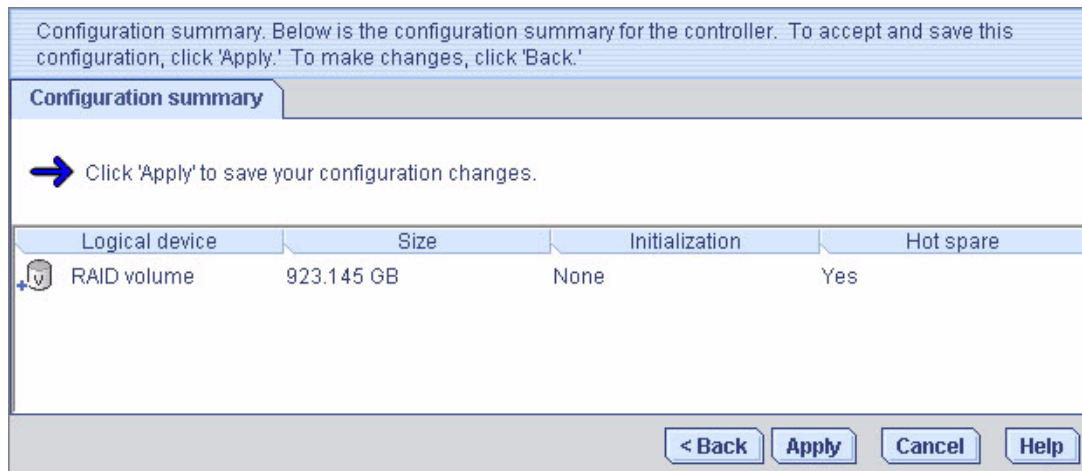 Configuration summary. Below is the configuration summary for the controller. To accept and save this
configuration, click 'Apply.' To make changes, click 'Back.'
Configuration summary
Click 'Apply' to save your configuration changes.
Logical device Size Initialization Hot spare
RAID volume 923.145 GB None Yes
< Back Apply Cancel Help